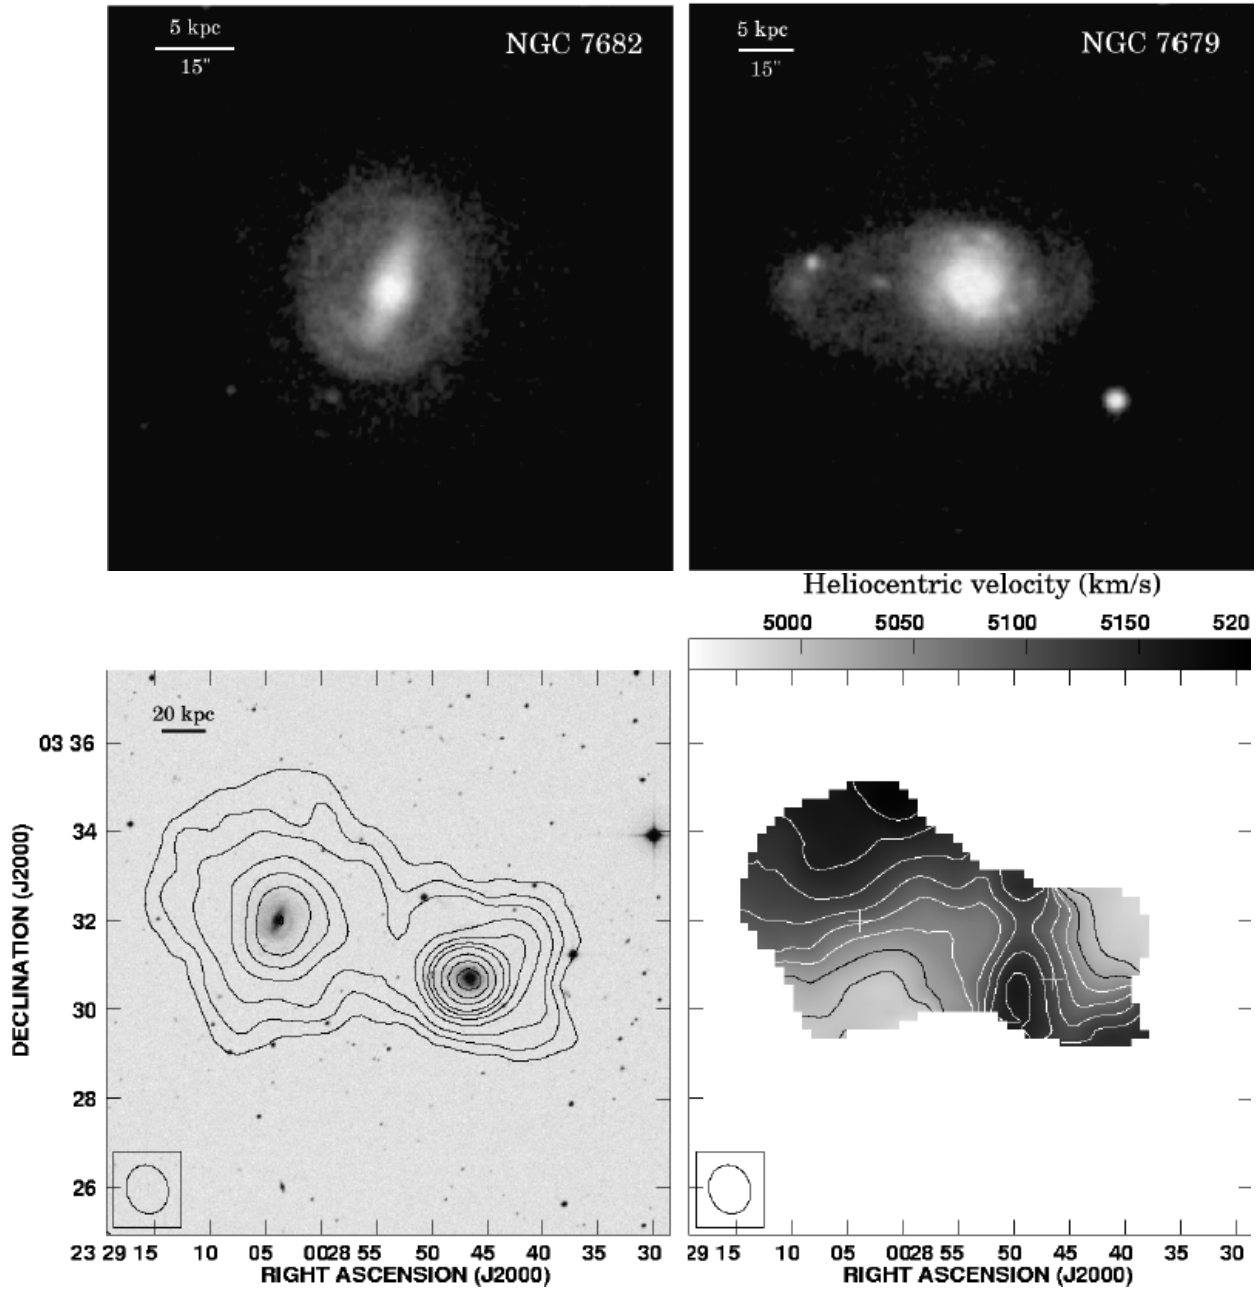 5 kpc
15"
NGC 7682
5 kpc
15"
NGC 7679
Heliocentric velocity (km/s)
5000 5050 5100 5150 520
20 kpc
03 36
34
32
30
28
26
DECLINATION (J2000)
23 29 15 10 05 00 28 55 50 45 40 35 30
RIGHT ASCENSION (J2000)
29 15 10 05 00 28 55 50 45 40 35 30
RIGHT ASCENSION (J2000)